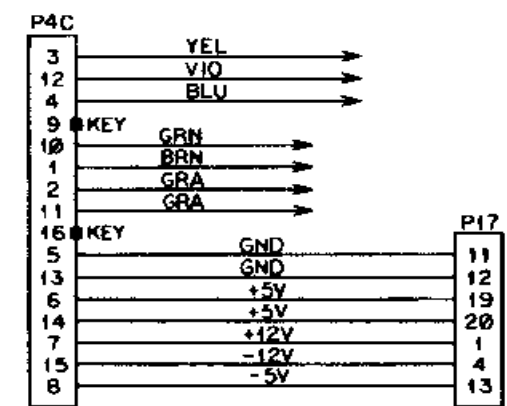 P4C
3 YEL
12 VIO
4 BLU
9 KEY
10 GRN
1 BRN
2 GRA
11 GRA
16 KEY
P17
5 GND 11
13 GND 12
6 +5V 19
14 +5V 20
7 +12V 1
15 -12V 4
8 -5V 13